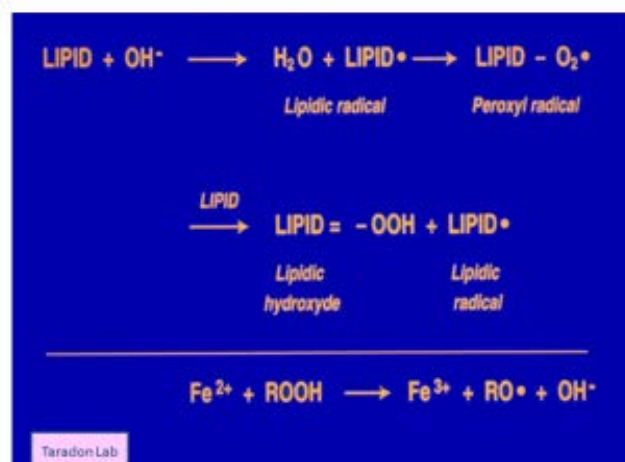 LIPID + OH⁻ ⟶ H₂O + LIPID• ⟶ LIPID – O₂•
Lipidic radical Peroxyl radical
LIPID
⟶ LIPID = –OOH + LIPID•
Lipidic Lipidic
hydroxyde radical
Fe²⁺ + ROOH ⟶ Fe³⁺ + RO• + OH⁻
Taradon Lab